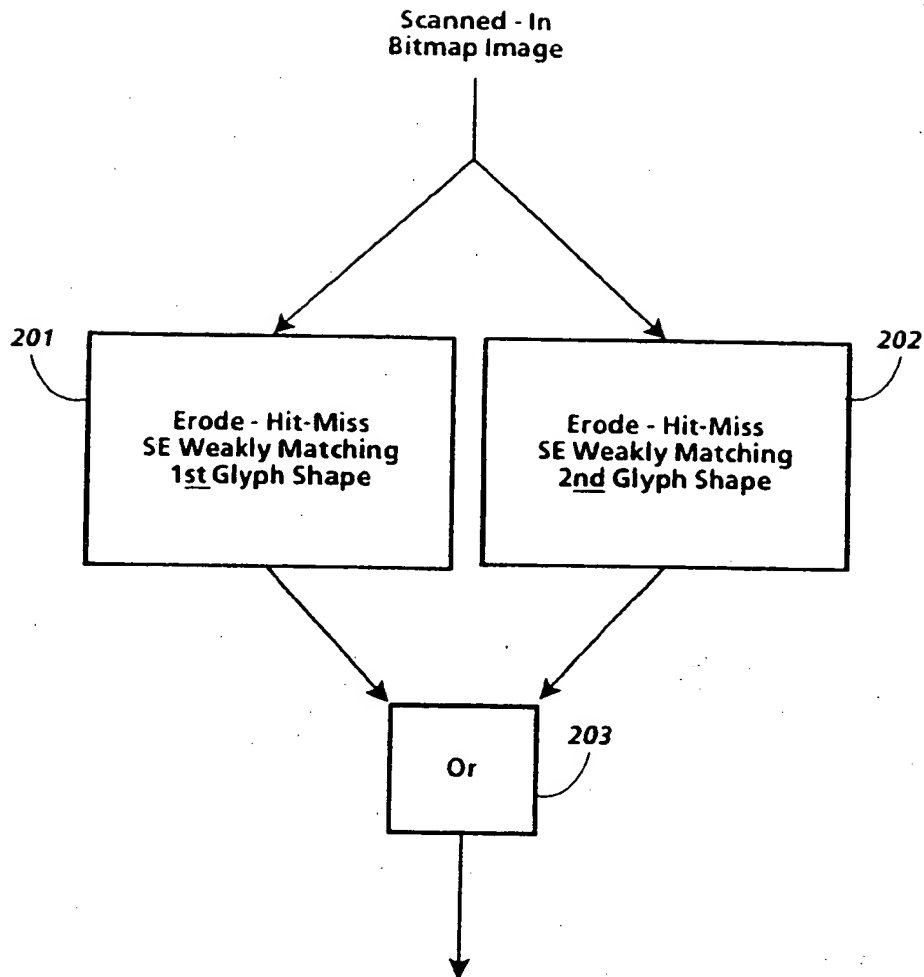 Scanned - In
Bitmap Image
201
Erode - Hit-Miss
SE Weakly Matching
1st Glyph Shape
202
Erode - Hit-Miss
SE Weakly Matching
2nd Glyph Shape
203
Or